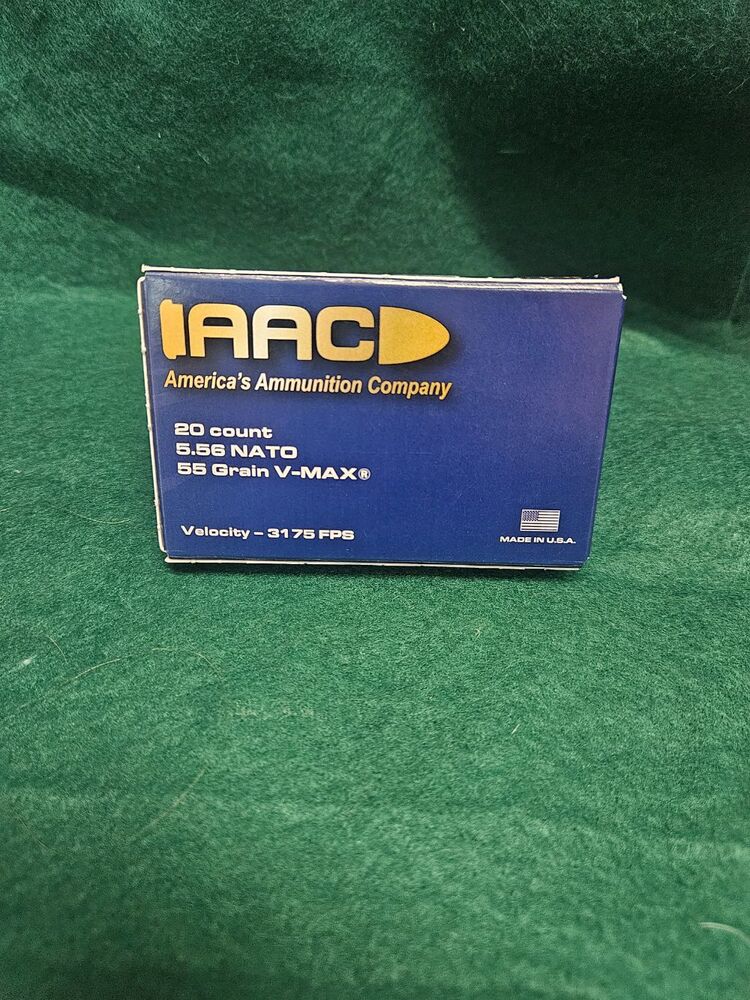 AAC
America's Ammunition Company
20 count
5.56 NATO
55 Grain V-MAX®
Velocity – 3175 FPS
MADE IN U.S.A.